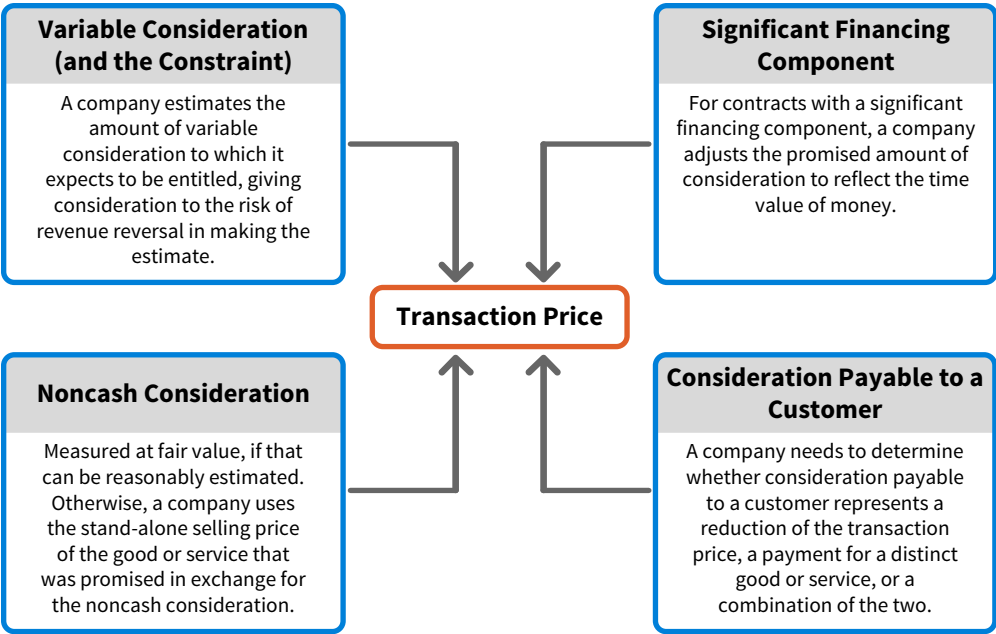 Variable Consideration
(and the Constraint)
A company estimates the
amount of variable
consideration to which it
expects to be entitled, giving
consideration to the risk of
revenue reversal in making the
estimate.
Significant Financing
Component
For contracts with a significant
financing component, a company
adjusts the promised amount of
consideration to reflect the time
value of money.
Transaction Price
Noncash Consideration
Measured at fair value, if that
can be reasonably estimated.
Otherwise, a company uses
the stand-alone selling price
of the good or service that
was promised in exchange for
the noncash consideration.
Consideration Payable to a
Customer
A company needs to determine
whether consideration payable
to a customer represents a
reduction of the transaction
price, a payment for a distinct
good or service, or a
combination of the two.